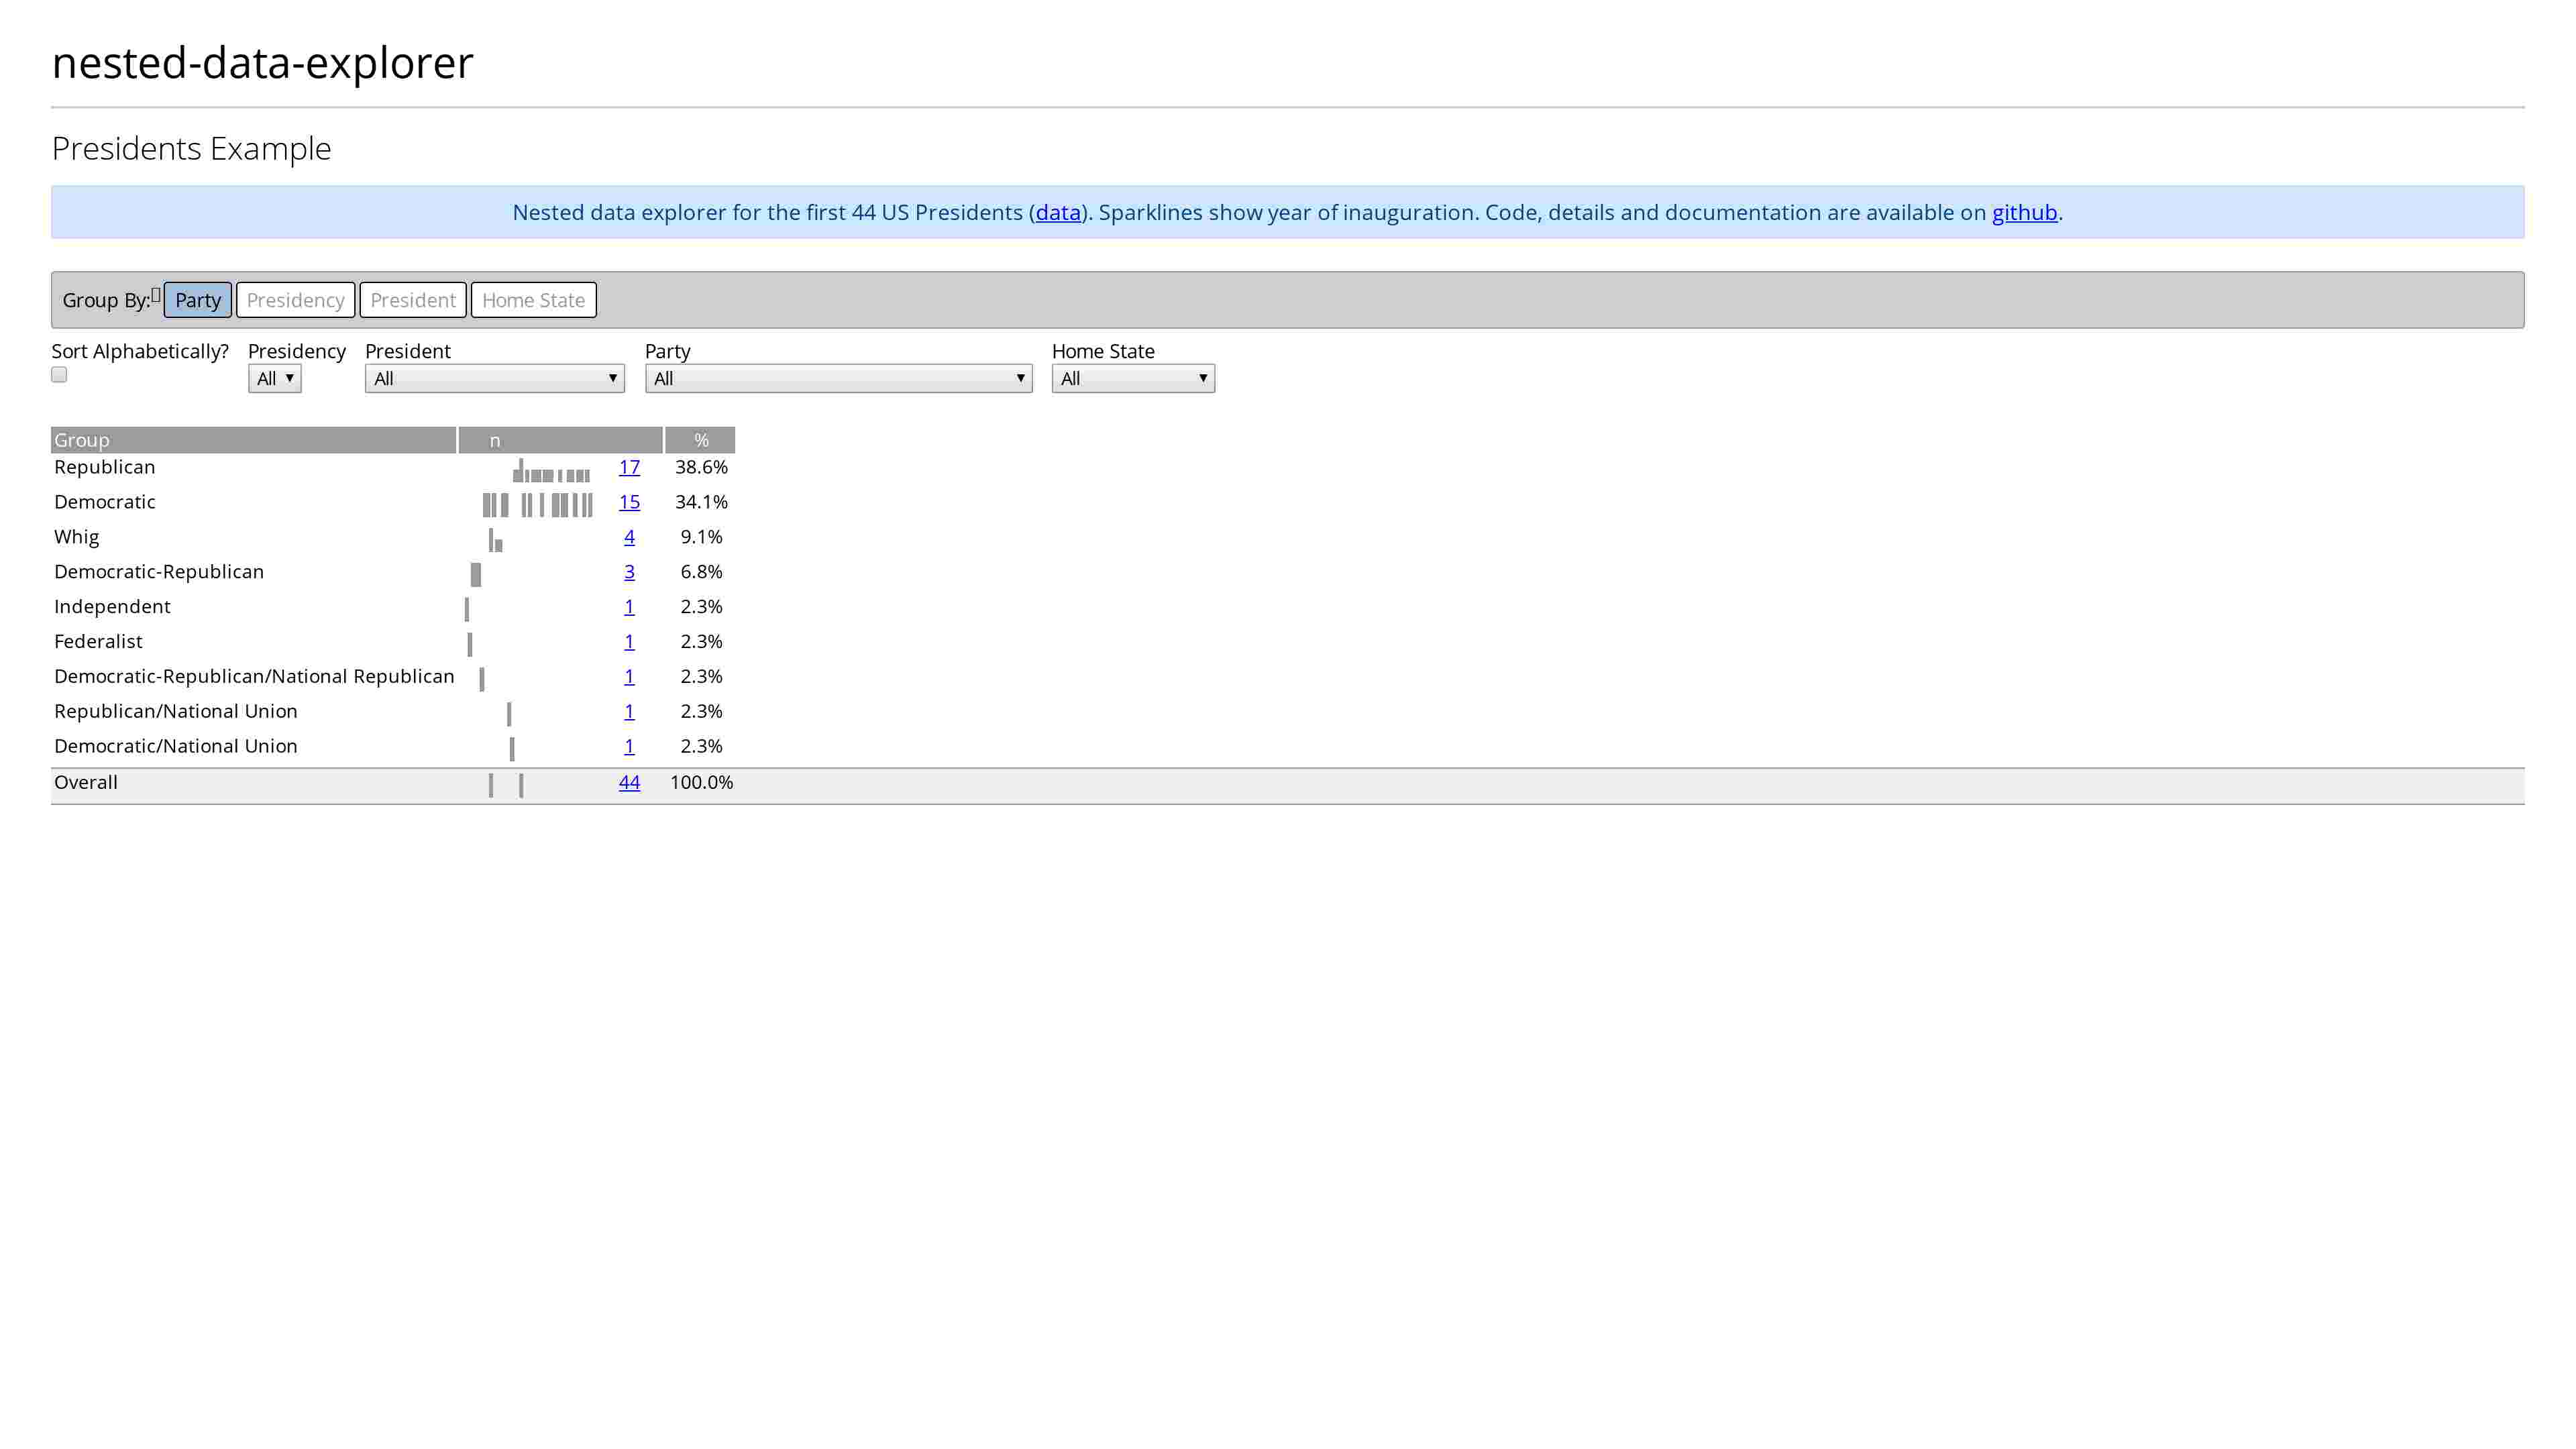 nested-data-explorer
Presidents Example
Nested data explorer for the first 44 US Presidents (data). Sparklines show year of inauguration. Code, details and documentation are available on github.
Group By: Party Presidency President Home State
Sort Alphabetically? Presidency President Party Home State
All All All All
Group n %
Republican 17 38.6%
Democratic 15 34.1%
Whig 4 9.1%
Democratic-Republican 3 6.8%
Independent 1 2.3%
Federalist 1 2.3%
Democratic-Republican/National Republican 1 2.3%
Republican/National Union 1 2.3%
Democratic/National Union 1 2.3%
Overall 44 100.0%